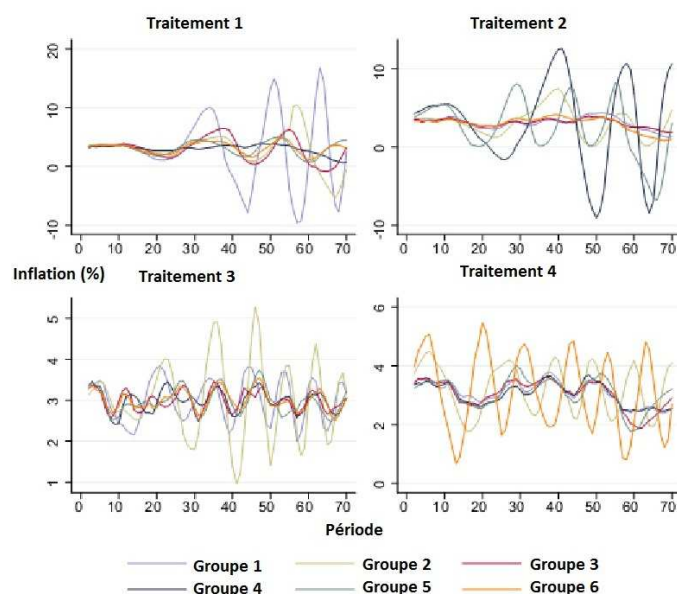 Traitement 1
Traitement 2
20
10
0
-10
0 10 20 30 40 50 60 70
10
0
-10
0 10 20 30 40 50 60 70
Inflation (%)
Traitement 3
Traitement 4
5
4
3
2
1
0 10 20 30 40 50 60 70
6
4
2
0
0 10 20 30 40 50 60 70
Période
Groupe 1
Groupe 2
Groupe 3
Groupe 4
Groupe 5
Groupe 6